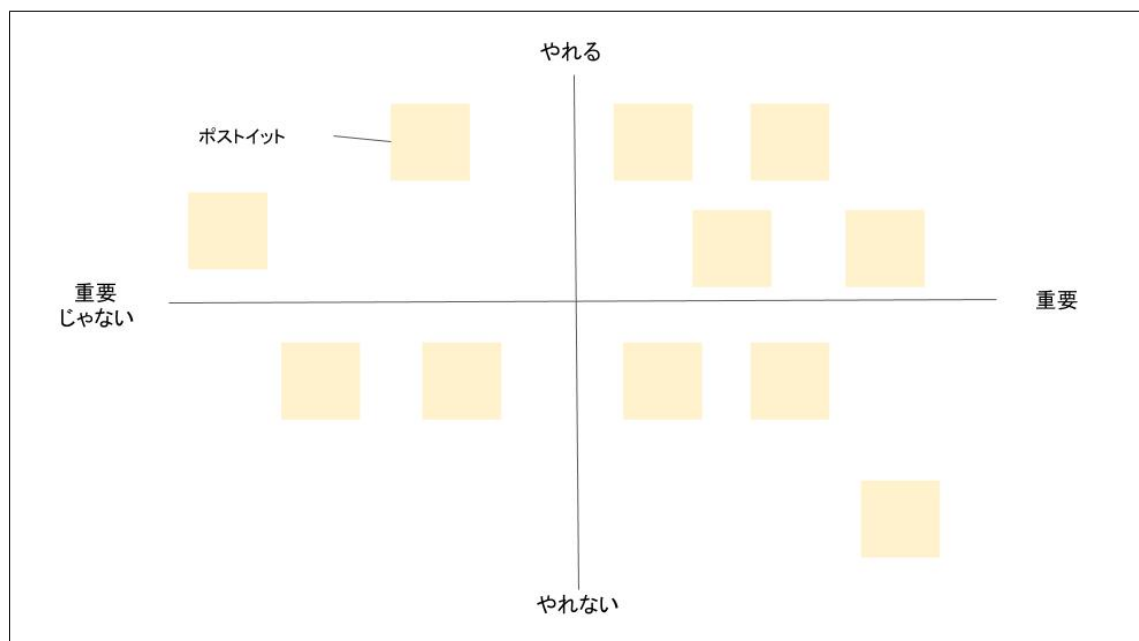 やれる
ポストイット
重要
じゃない
重要
やれない